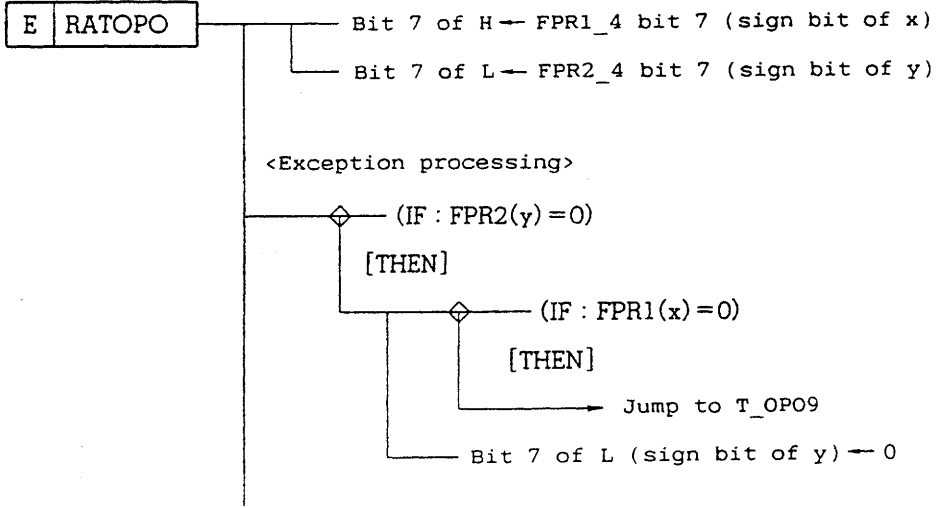 E RATOPO
Bit 7 of H ← FPR1_4 bit 7 (sign bit of x)
Bit 7 of L ← FPR2_4 bit 7 (sign bit of y)
<Exception processing>
(IF : FPR2(y)=0)
[THEN]
(IF : FPR1(x)=0)
[THEN]
Jump to T_OPO9
Bit 7 of L (sign bit of y) ← 0